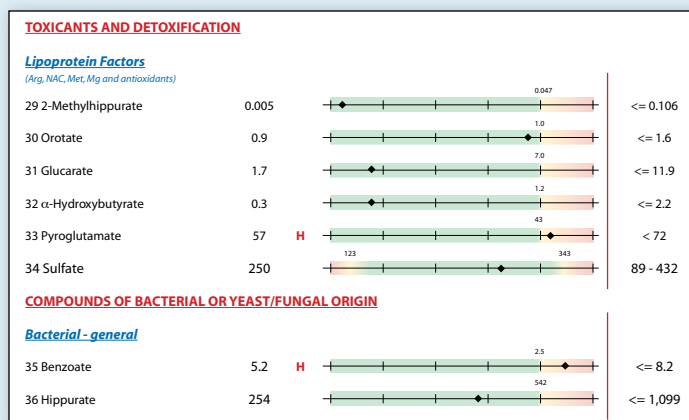 TOXICANTS AND DETOXIFICATION
Lipoprotein Factors
(Arg, NAC, Met, Mg and antioxidants)
0.047
29 2-Methylhippurate 0.005 <= 0.106
1.0
30 Orotate 0.9 <= 1.6
7.0
31 Glucarate 1.7 <= 11.9
1.2
32 α-Hydroxybutyrate 0.3 <= 2.2
43
33 Pyroglutamate 57 H < 72
123 343
34 Sulfate 250 89 - 432
COMPOUNDS OF BACTERIAL OR YEAST/FUNGAL ORIGIN
Bacterial - general
2.5
35 Benzoate 5.2 H <= 8.2
542
36 Hippurate 254 <= 1,099